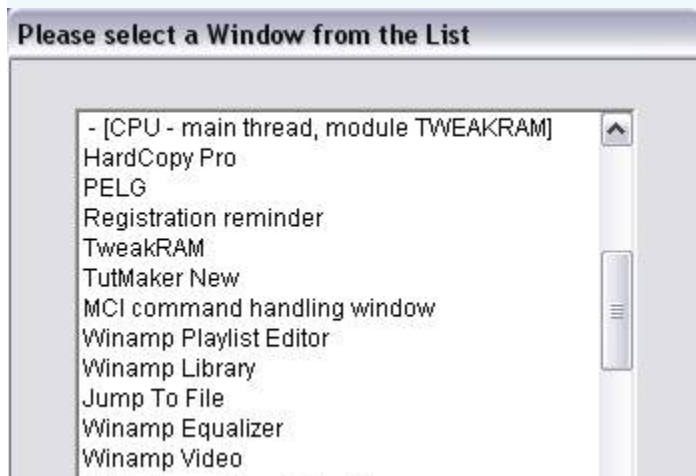 Please select a Window from the List
- [CPU - main thread, module TWEAKRAM]
HardCopy Pro
PELG
Registration reminder
TweakRAM
TutMaker New
MCI command handling window
Winamp Playlist Editor
Winamp Library
Jump To File
Winamp Equalizer
Winamp Video